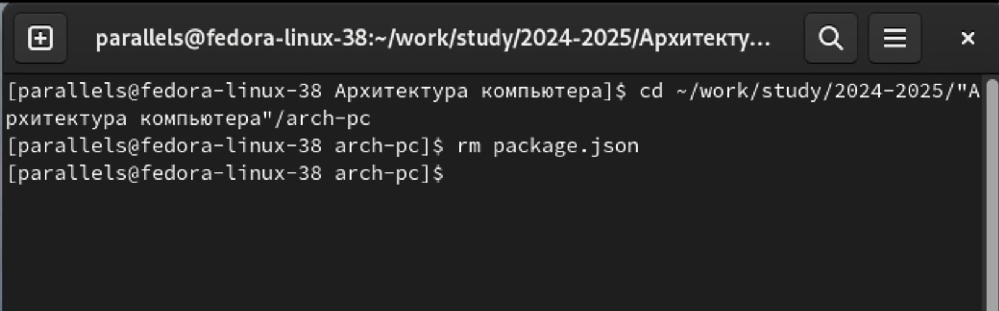 parallels@fedora-linux-38:~/work/study/2024-2025/Архитекту...
[parallels@fedora-linux-38 Архитектура компьютера]$ cd ~/work/study/2024-2025/"А
рхитектура компьютера"/arch-pc
[parallels@fedora-linux-38 arch-pc]$ rm package.json
[parallels@fedora-linux-38 arch-pc]$